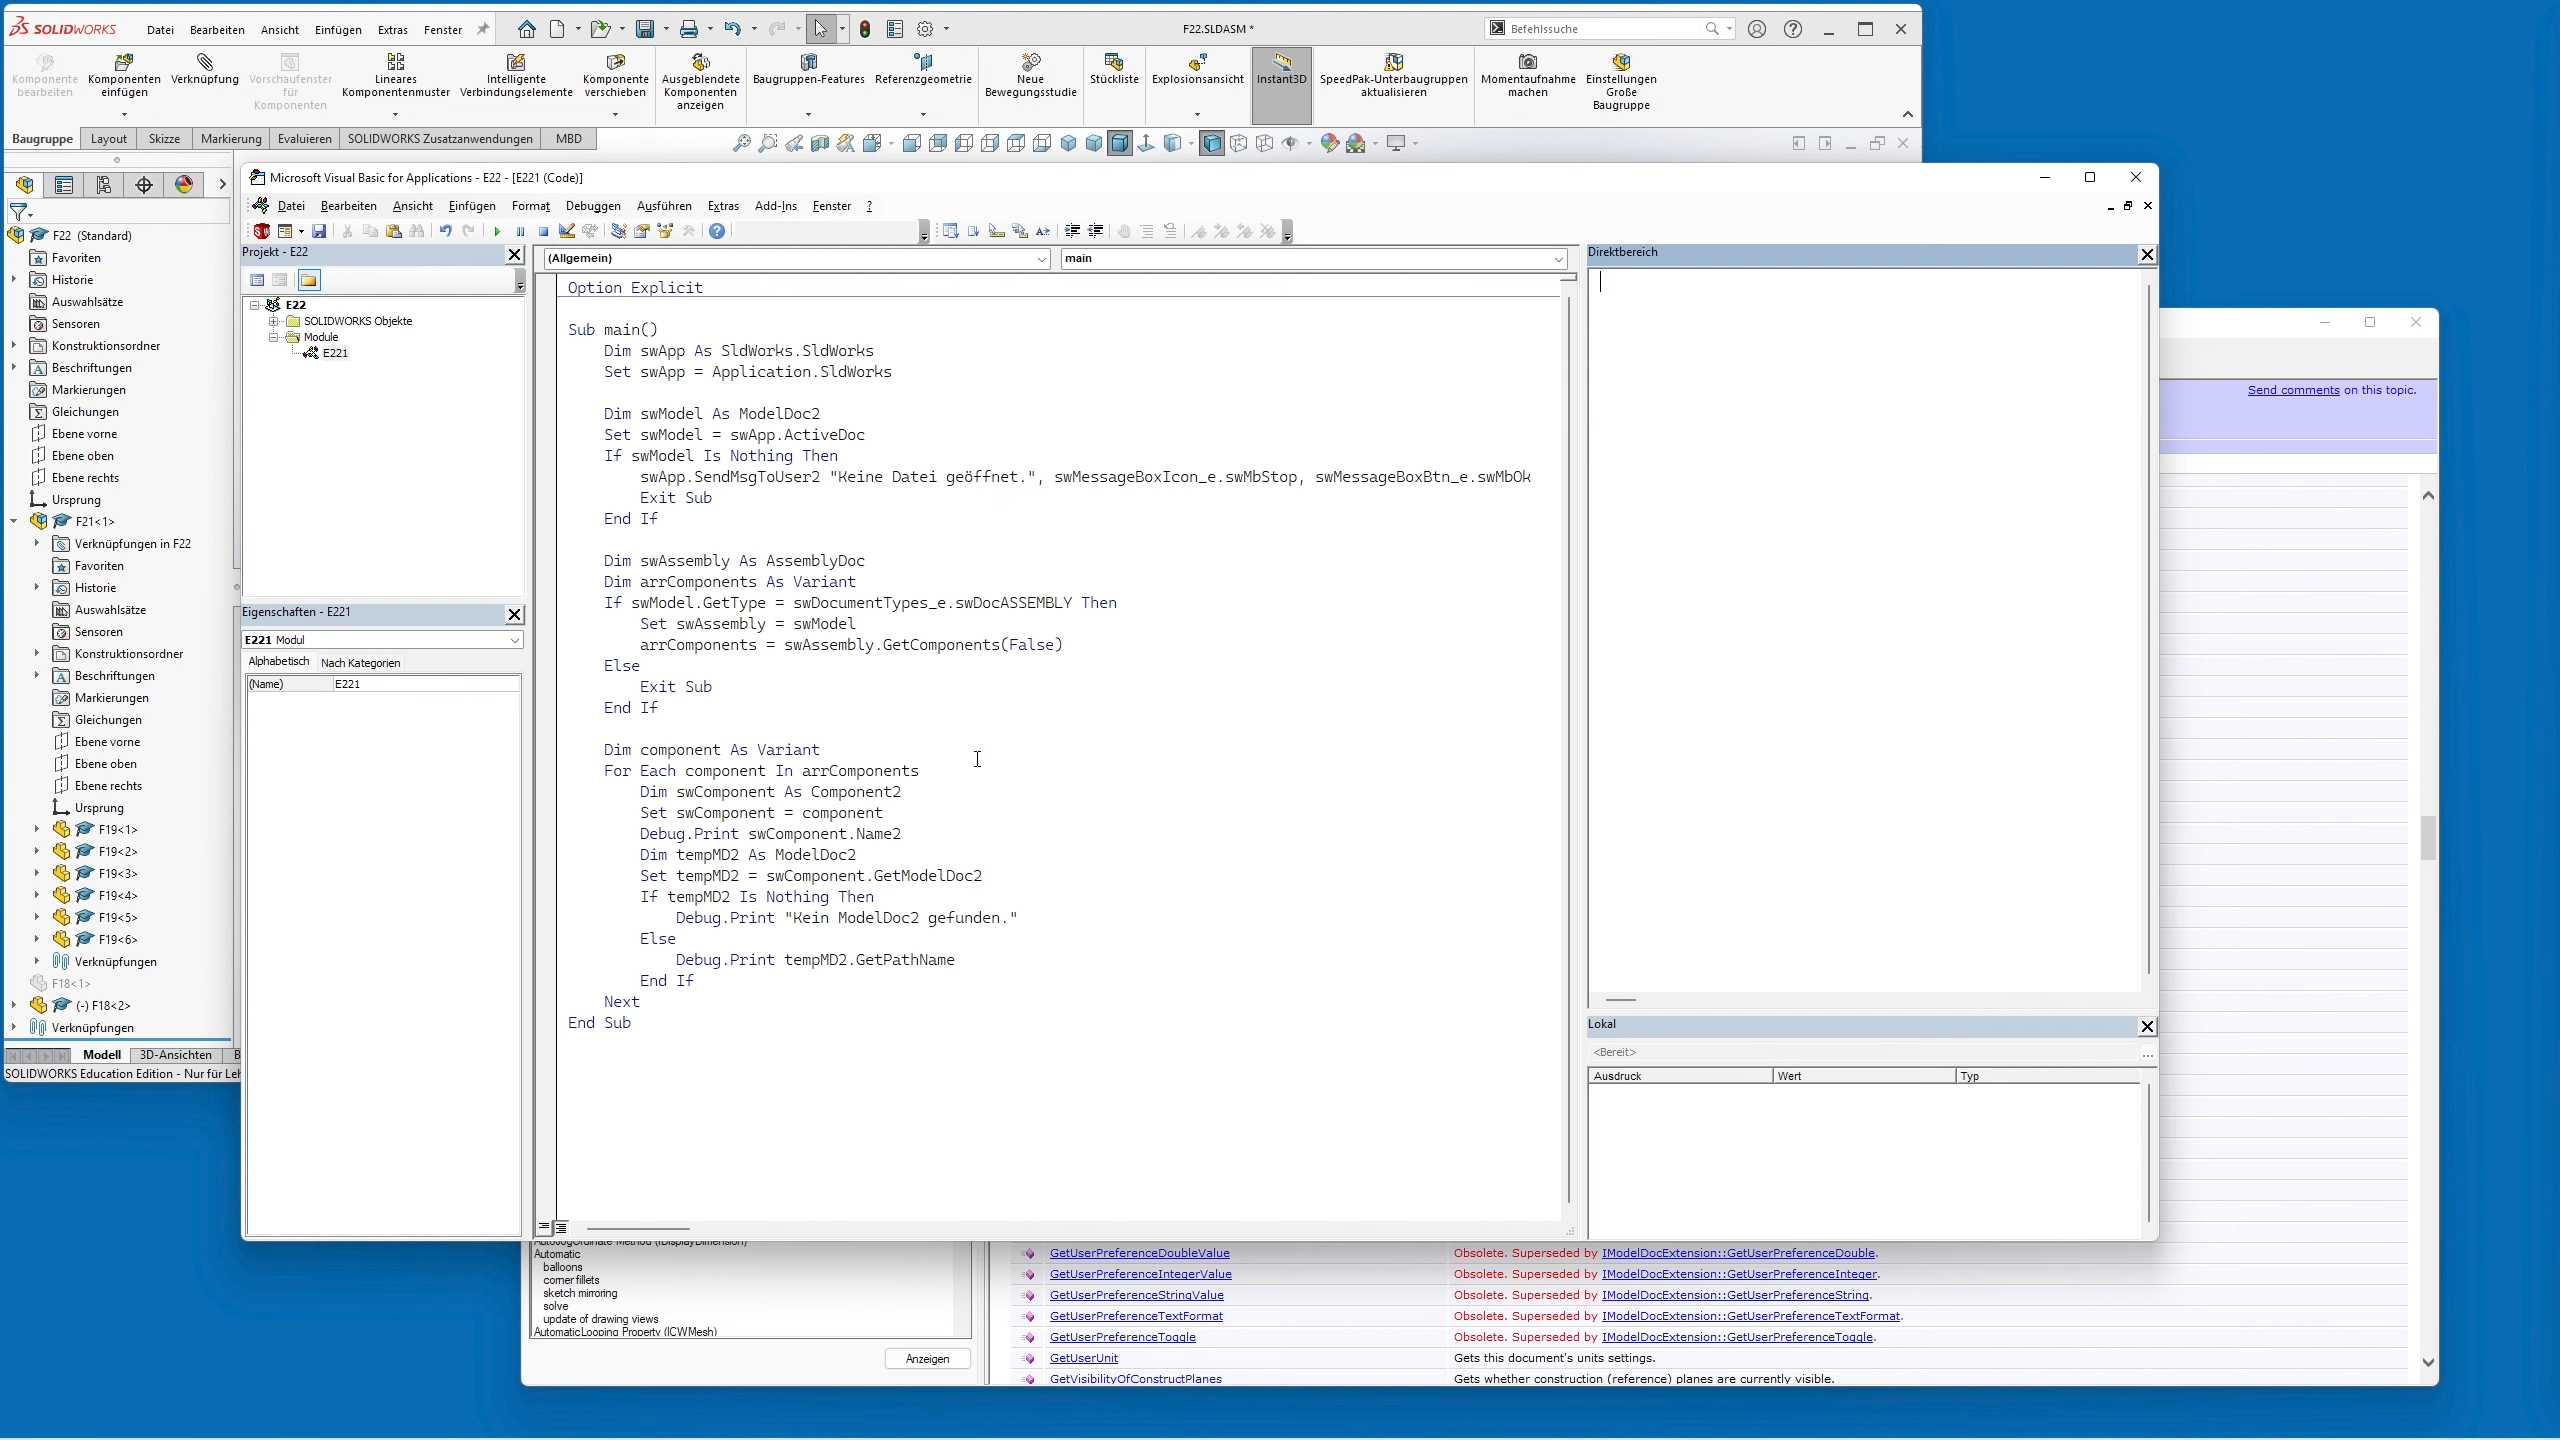 SOLIDWORKS
Datei Bearbeiten Ansicht Einfügen Extras Fenster
F22.SLDASM *
Befehlssuche
Komponente bearbeiten
Komponenten einfügen
Verknüpfung
Vorschaufenster für Komponenten
Lineares Komponentenmuster
Intelligente Verbindungselemente
Komponente verschieben
Ausgeblendete Komponenten anzeigen
Baugruppen-Features
Referenzgeometrie
Neue Bewegungsstudie
Stückliste
Explosionsansicht
Instant3D
SpeedPak-Unterbaugruppen aktualisieren
Momentaufnahme machen
Einstellungen Große Baugruppe
Baugruppe Layout Skizze Markierung Evaluieren SOLIDWORKS Zusatzanwendungen MBD
F22 (Standard)
Favoriten
Historie
Auswahlsätze
Sensoren
Konstruktionsordner
Beschriftungen
Markierungen
Gleichungen
Ebene vorne
Ebene oben
Ebene rechts
Ursprung
F21<1>
Verknüpfungen in F22
Favoriten
Historie
Auswahlsätze
Sensoren
Konstruktionsordner
Beschriftungen
Markierungen
Gleichungen
Ebene vorne
Ebene oben
Ebene rechts
Ursprung
F19<1>
F19<2>
F19<3>
F19<4>
F19<5>
F19<6>
Verknüpfungen
F18<1>
(-) F18<2>
Verknüpfungen
Modell 3D-Ansichten B
SOLIDWORKS Education Edition - Nur für Leh
Microsoft Visual Basic for Applications - E22 - [E221 (Code)]
Datei Bearbeiten Ansicht Einfügen Format Debuggen Ausführen Extras Add-Ins Fenster ?
Projekt - E22
E22
SOLIDWORKS Objekte
Module
E221
Eigenschaften - E221
E221 Modul
Alphabetisch Nach Kategorien
(Name) E221
(Allgemein) main
Option Explicit
Sub main()
Dim swApp As SldWorks.SldWorks
Set swApp = Application.SldWorks
Dim swModel As ModelDoc2
Set swModel = swApp.ActiveDoc
If swModel Is Nothing Then
swApp.SendMsgToUser2 "Keine Datei geöffnet.", swMessageBoxIcon_e.swMbStop, swMessageBoxBtn_e.swMbOk
Exit Sub
End If
Dim swAssembly As AssemblyDoc
Dim arrComponents As Variant
If swModel.GetType = swDocumentTypes_e.swDocASSEMBLY Then
Set swAssembly = swModel
arrComponents = swAssembly.GetComponents(False)
Else
Exit Sub
End If
Dim component As Variant
For Each component In arrComponents
Dim swComponent As Component2
Set swComponent = component
Debug.Print swComponent.Name2
Dim tempMD2 As ModelDoc2
Set tempMD2 = swComponent.GetModelDoc2
If tempMD2 Is Nothing Then
Debug.Print "Kein ModelDoc2 gefunden."
Else
Debug.Print tempMD2.GetPathName
End If
Next
End Sub
Direktbereich
Lokal
<Bereit>
Ausdruck Wert Typ
Send comments on this topic.
AutoJogOrdinate Method (IDisplayDimension)
Automatic
balloons
corner fillets
sketch mirroring
solve
update of drawing views
AutomaticLooping Property (ICWMesh)
Anzeigen
GetUserPreferenceDoubleValue Obsolete. Superseded by IModelDocExtension::GetUserPreferenceDouble.
GetUserPreferenceIntegerValue Obsolete. Superseded by IModelDocExtension::GetUserPreferenceInteger.
GetUserPreferenceStringValue Obsolete. Superseded by IModelDocExtension::GetUserPreferenceString.
GetUserPreferenceTextFormat Obsolete. Superseded by IModelDocExtension::GetUserPreferenceTextFormat.
GetUserPreferenceToggle Obsolete. Superseded by IModelDocExtension::GetUserPreferenceToggle.
GetUserUnit Gets this document's units settings.
GetVisibilityOfConstructPlanes Gets whether construction (reference) planes are currently visible.